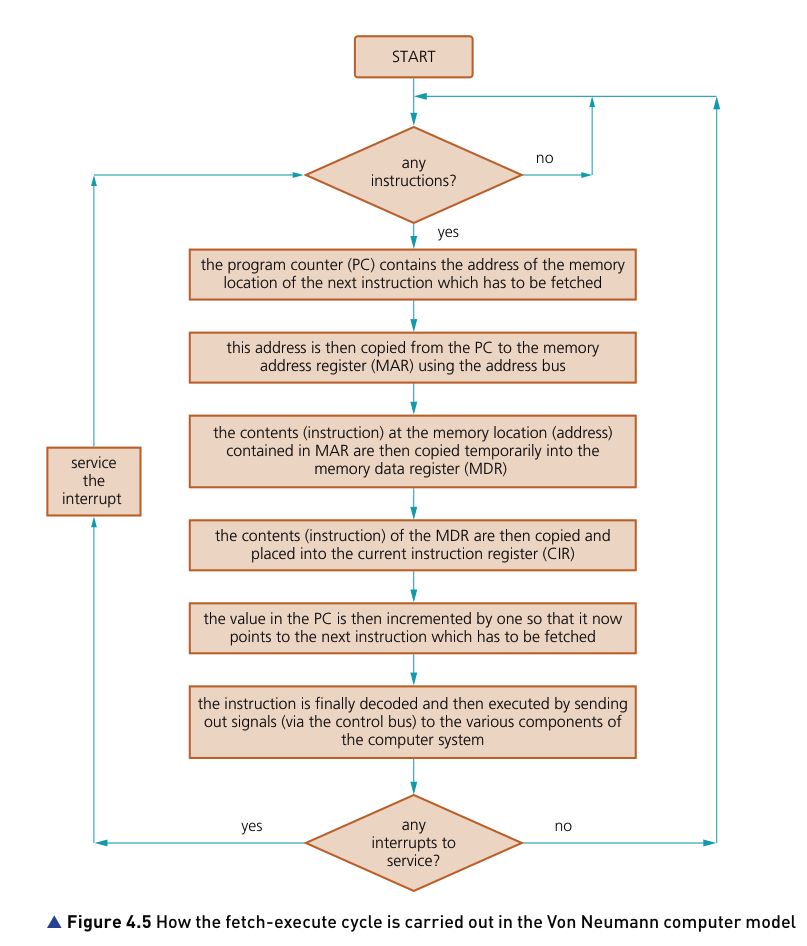 START
any
instructions?
no
yes
the program counter (PC) contains the address of the memory
location of the next instruction which has to be fetched
this address is then copied from the PC to the memory
address register (MAR) using the address bus
the contents (instruction) at the memory location (address)
contained in MAR are then copied temporarily into the
memory data register (MDR)
service
the
interrupt
the contents (instruction) of the MDR are then copied and
placed into the current instruction register (CIR)
the value in the PC is then incremented by one so that it now
points to the next instruction which has to be fetched
the instruction is finally decoded and then executed by sending
out signals (via the control bus) to the various components of
the computer system
yes
any
interrupts to
service?
no
▲ Figure 4.5 How the fetch-execute cycle is carried out in the Von Neumann computer model